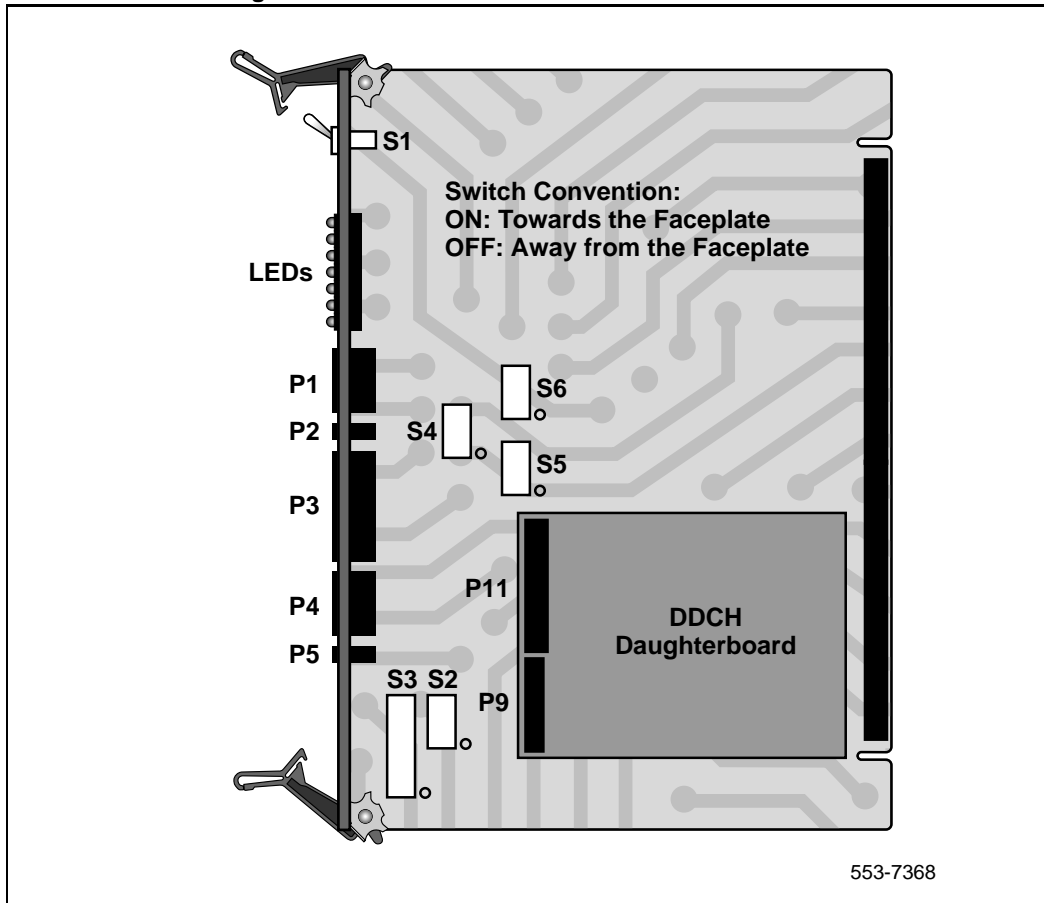 S1
Switch Convention:
ON: Towards the Faceplate
OFF: Away from the Faceplate
LEDs
P1
S6
P2
S4
S5
P3
P11
P4
DDCH
Daughterboard
P5
S3 S2
P9
553-7368